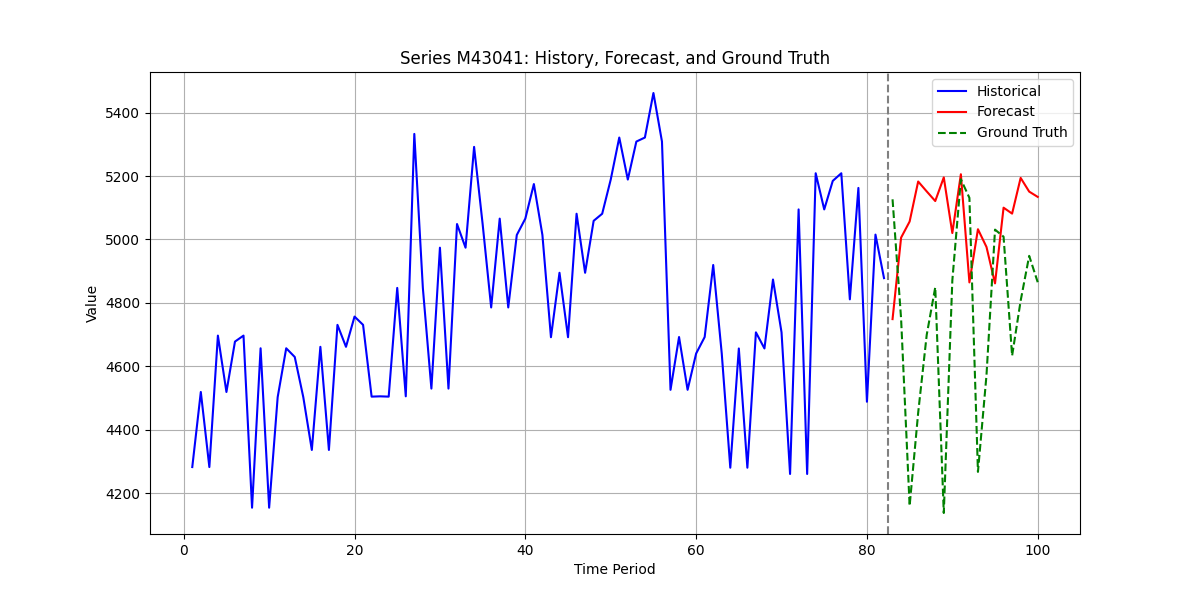 Series M43041: History, Forecast, and Ground Truth
Historical
Forecast
Ground Truth
5400
5200
5000
4800
4600
4400
4200
Value
0 20 40 60 80 100
Time Period